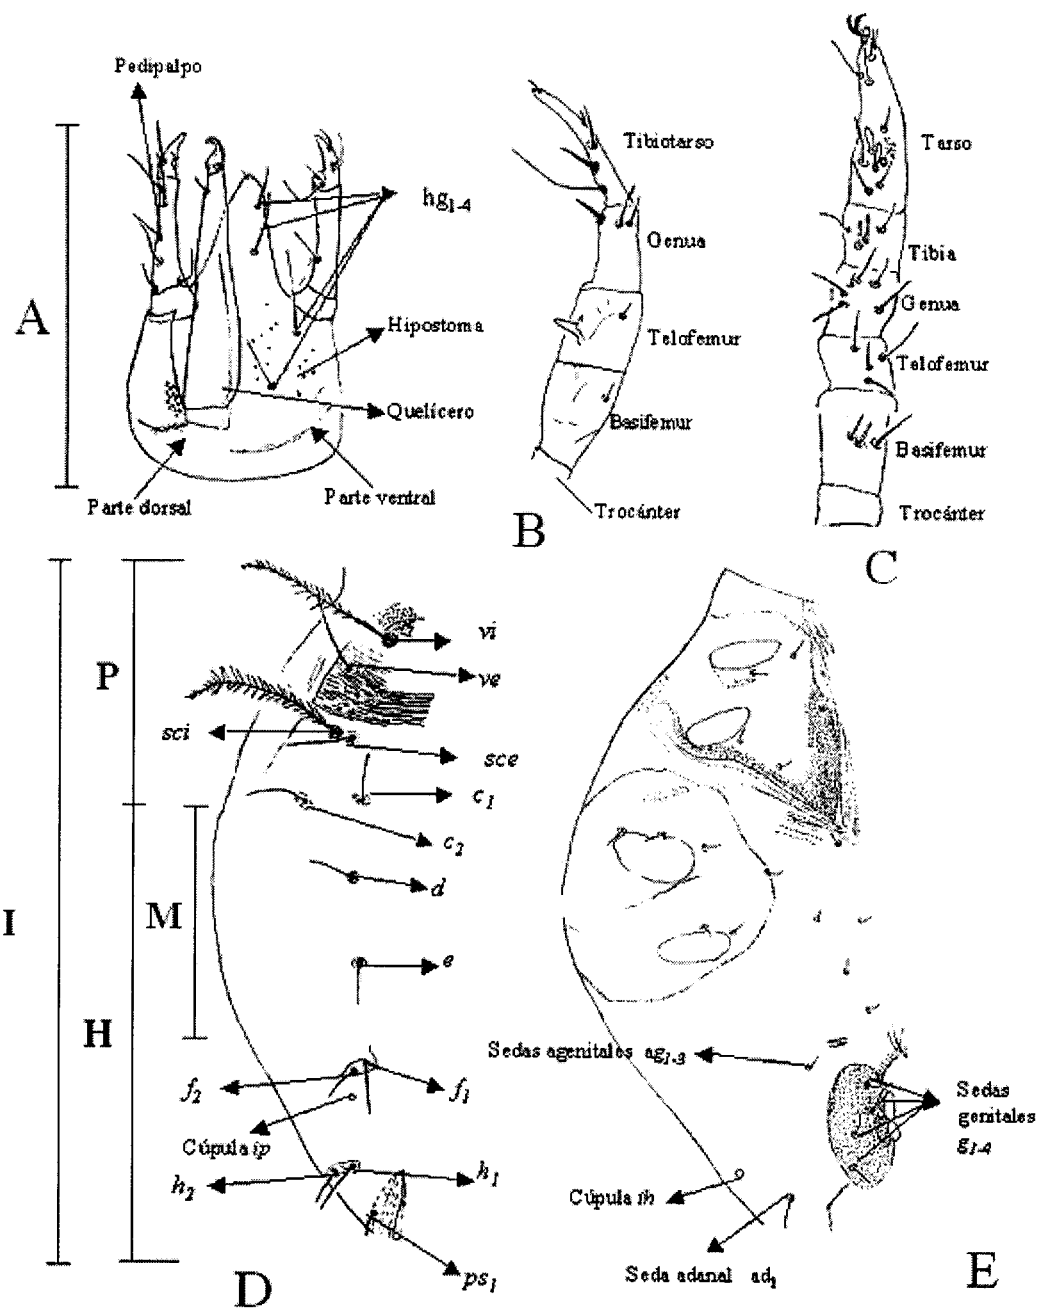 Pedipalpo
hg1-4
Hipostoma
Quelícero
Parte dorsal
Parte ventral
A
Tibiotarso
Genua
Telofemur
Basifemur
Trocánter
B
Tarso
Tibia
Genua
Telofemur
Basifemur
Trocánter
C
I
P
H
M
vi
ve
sci
sce
c1
c2
d
e
f2
f1
Cúpula ip
h2
h1
ps1
D
Sedas agenitales ag1-3
Sedas
genitales
g1-4
Cúpula ih
Seda adanal ad1
E